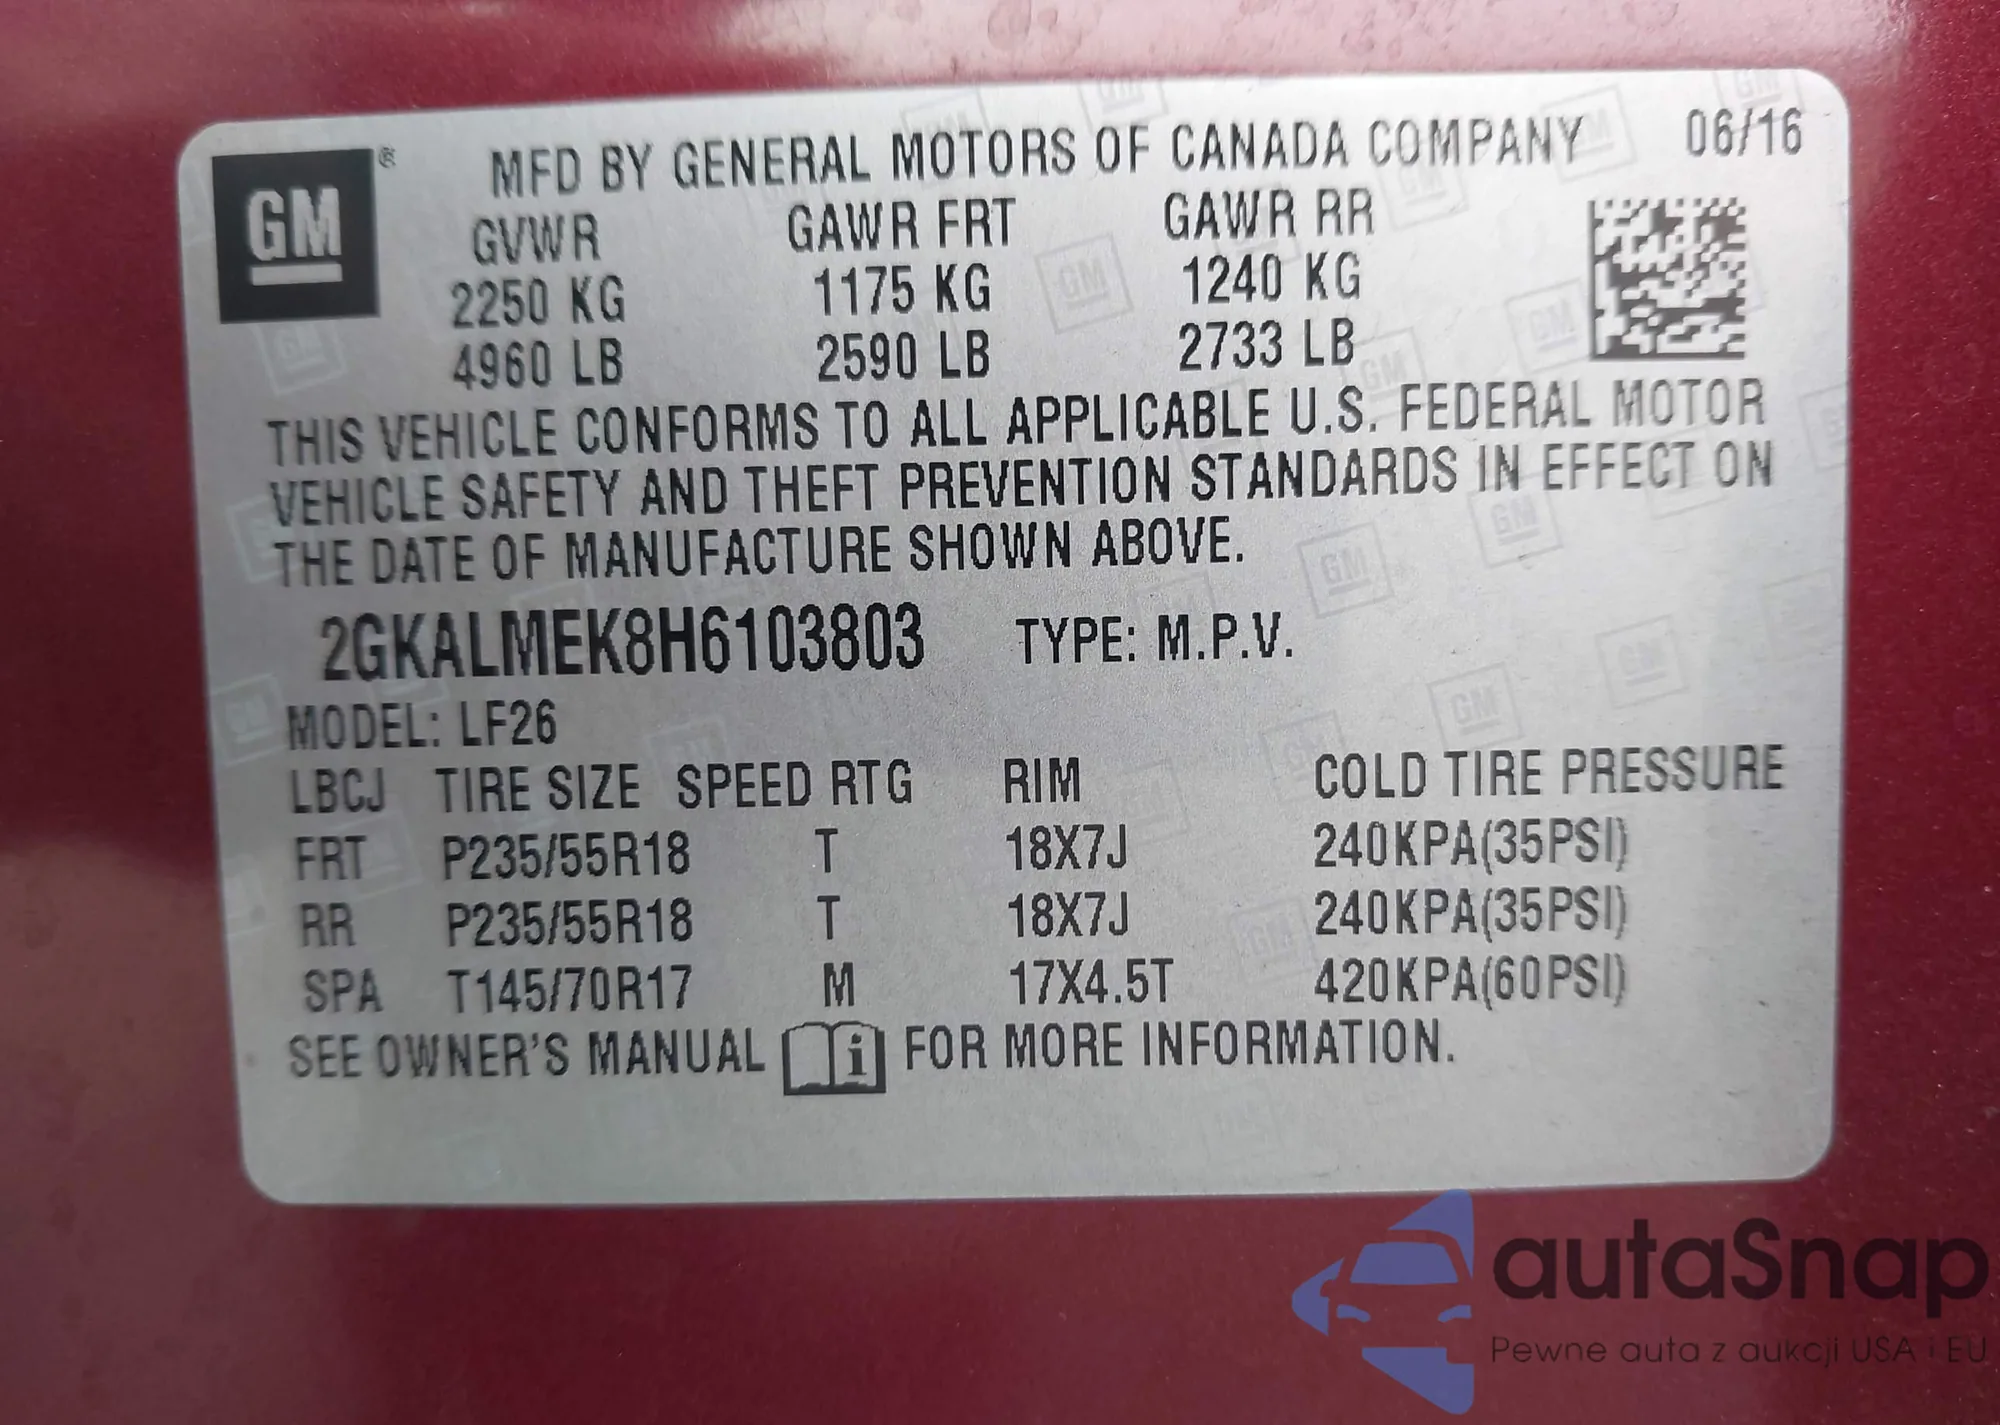 GM ®
MFD BY GENERAL MOTORS OF CANADA COMPANY 06/16
GVWR GAWR FRT GAWR RR
2250 KG 1175 KG 1240 KG
4960 LB 2590 LB 2733 LB
THIS VEHICLE CONFORMS TO ALL APPLICABLE U.S. FEDERAL MOTOR
VEHICLE SAFETY AND THEFT PREVENTION STANDARDS IN EFFECT ON
THE DATE OF MANUFACTURE SHOWN ABOVE.
2GKALMEK8H6103803 TYPE: M.P.V.
MODEL: LF26
LBCJ TIRE SIZE SPEED RTG RIM COLD TIRE PRESSURE
FRT P235/55R18 T 18X7J 240KPA(35PSI)
RR P235/55R18 T 18X7J 240KPA(35PSI)
SPA T145/70R17 M 17X4.5T 420KPA(60PSI)
SEE OWNER'S MANUAL i FOR MORE INFORMATION.
autaSnap
Pewne auta z aukcji USA i EU